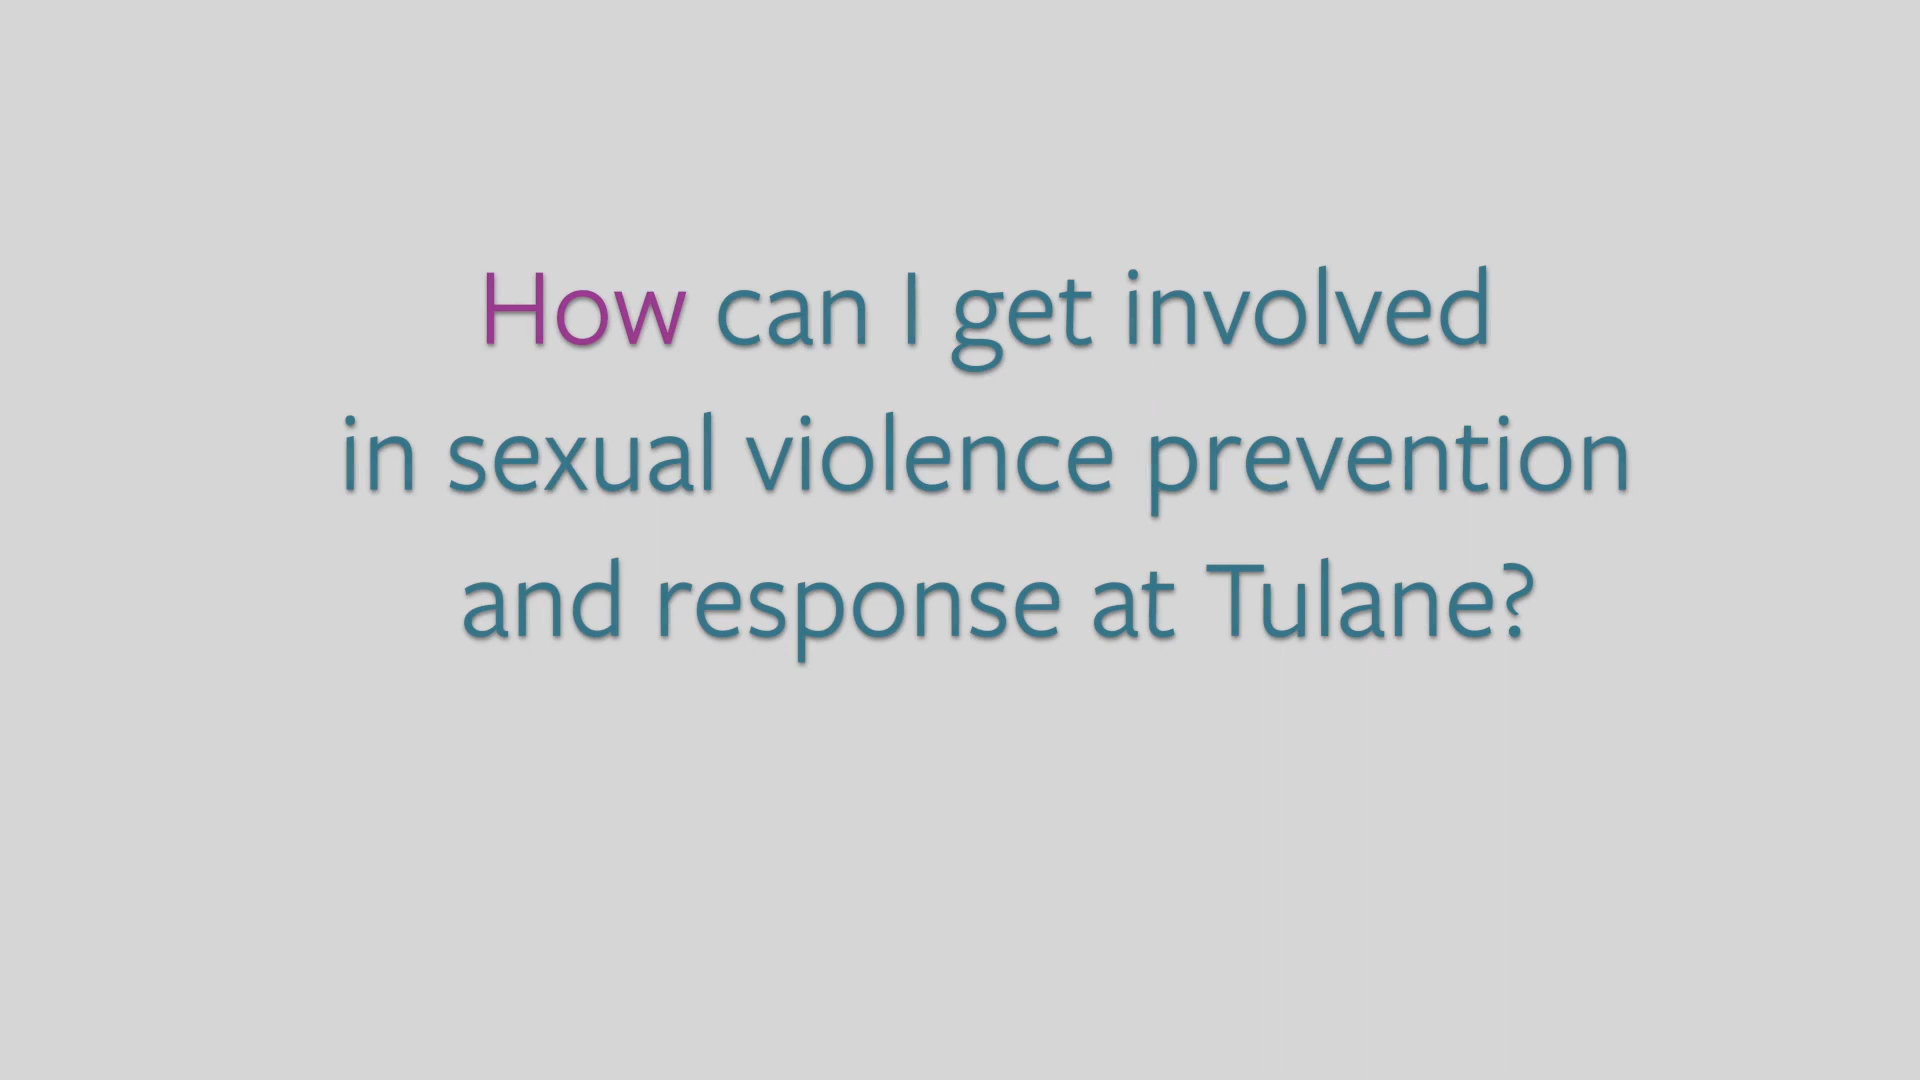 How can I get involved
in sexual violence prevention
and response at Tulane?